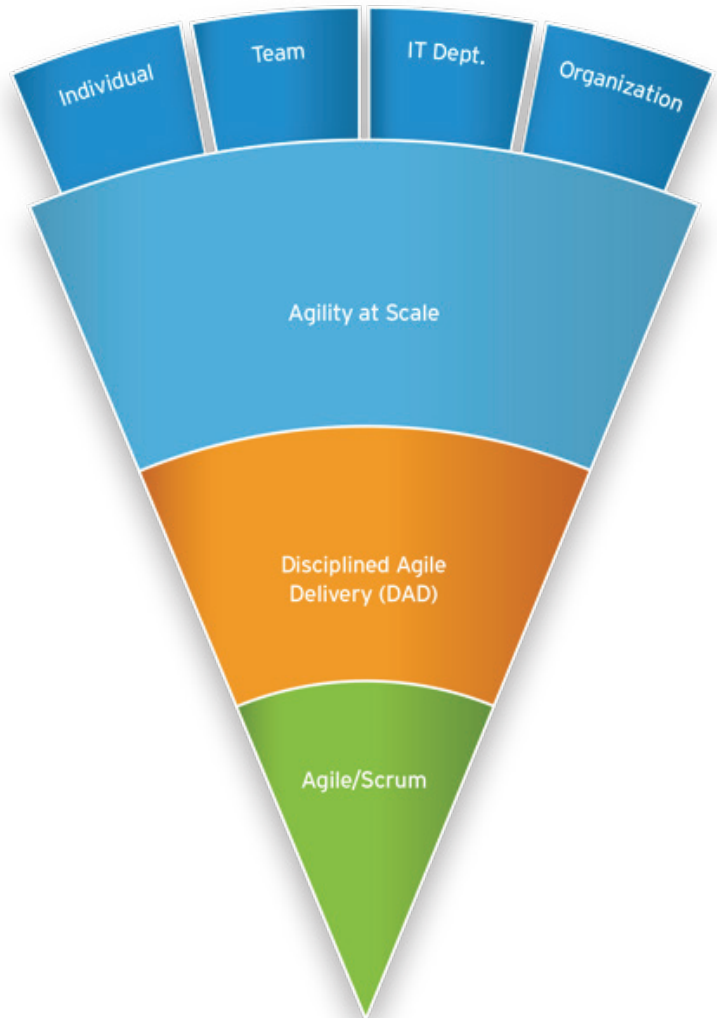 Individual
Team
IT Dept.
Organization
Agility at Scale
Disciplined Agile
Delivery (DAD)
Agile/Scrum